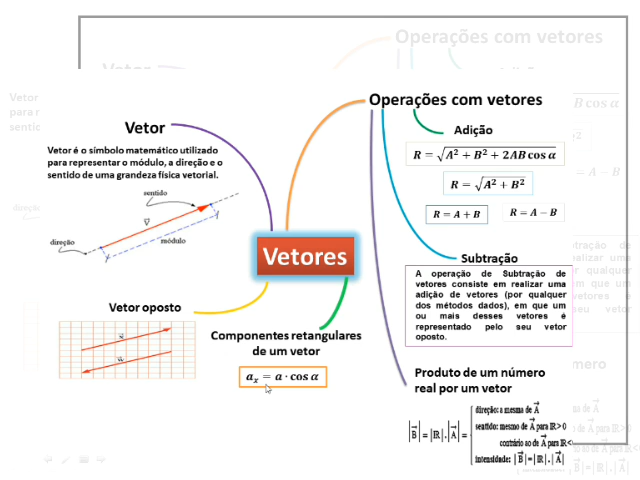 Operações com vetores
Vetor
Vetor é o símbolo matemático utilizado
para representar o módulo, a direção e o
sentido de uma grandeza física vetorial.
sentido
V
direção
módulo
Adição
R = √A² + B² + 2AB cos α
R = √A² + B²
R = A + B
R = A − B
Vetores
Subtração
A operação de Subtração de
vetores consiste em realizar uma
adição de vetores (por qualquer
dos métodos dados), em que um
ou mais desses vetores é
representado pelo seu vetor
oposto.
Vetor oposto
Componentes retangulares
de um vetor
aₓ = a · cos α
Produto de um número
real por um vetor
|B| = |IR| . |A| =
direção: a mesma de A
sentido: mesmo de A para IR > 0
contrário ao de A para IR <
intensidade: |B| = |IR| . |A|